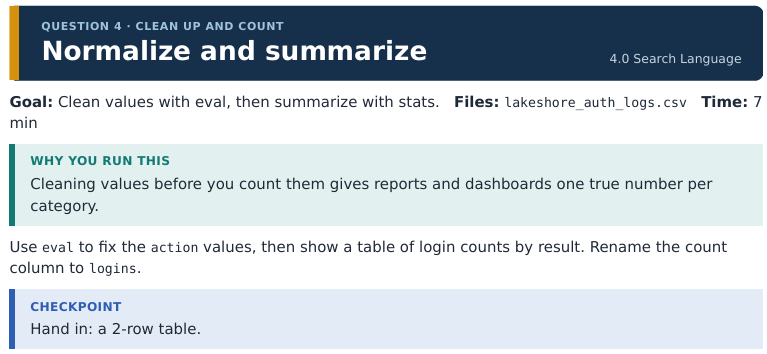 QUESTION 4 · CLEAN UP AND COUNT
Normalize and summarize
4.0 Search Language
Goal: Clean values with eval, then summarize with stats. Files: lakeshore_auth_logs.csv Time: 7
min
WHY YOU RUN THIS
Cleaning values before you count them gives reports and dashboards one true number per
category.
Use eval to fix the action values, then show a table of login counts by result. Rename the count
column to logins.
CHECKPOINT
Hand in: a 2-row table.